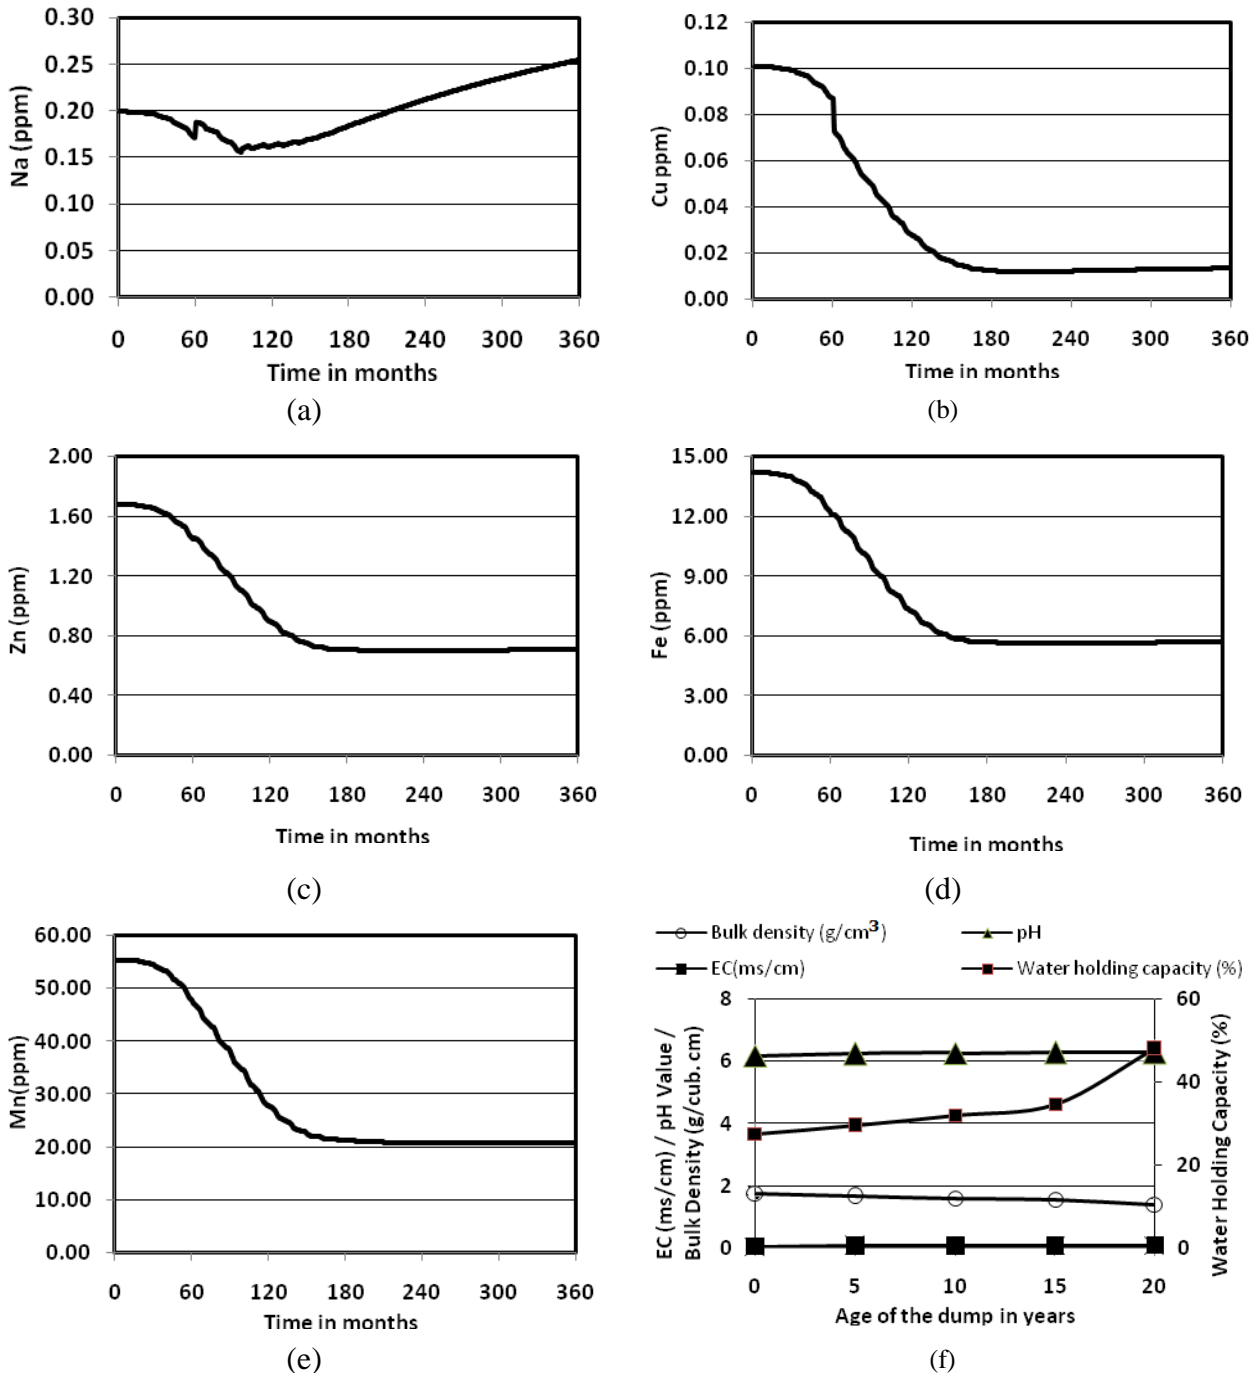 0.30
0.25
0.20
0.15
0.10
0.05
0.00
Na (ppm)
0 60 120 180 240 300 360
Time in months
(a)
0.12
0.10
0.08
0.06
0.04
0.02
0.00
Cu ppm)
0 60 120 180 240 300 360
Time in months
(b)
2.00
1.60
1.20
0.80
0.40
0.00
Zn (ppm)
0 60 120 180 240 300 360
Time in months
(c)
15.00
12.00
9.00
6.00
3.00
0.00
Fe (ppm)
0 60 120 180 240 300 360
Time in months
(d)
60.00
50.00
40.00
30.00
20.00
10.00
0.00
Mn(ppm)
0 60 120 180 240 300 360
Time in months
(e)
Bulk density (g/cm³) pH
EC(ms/cm) Water holding capacity (%)
8
6
4
2
0
EC (ms/cm) / pH Value /
Bulk Density (g/cub. cm)
60
40
20
0
Water Holding Capacity (%)
0 5 10 15 20
Age of the dump in years
(f)